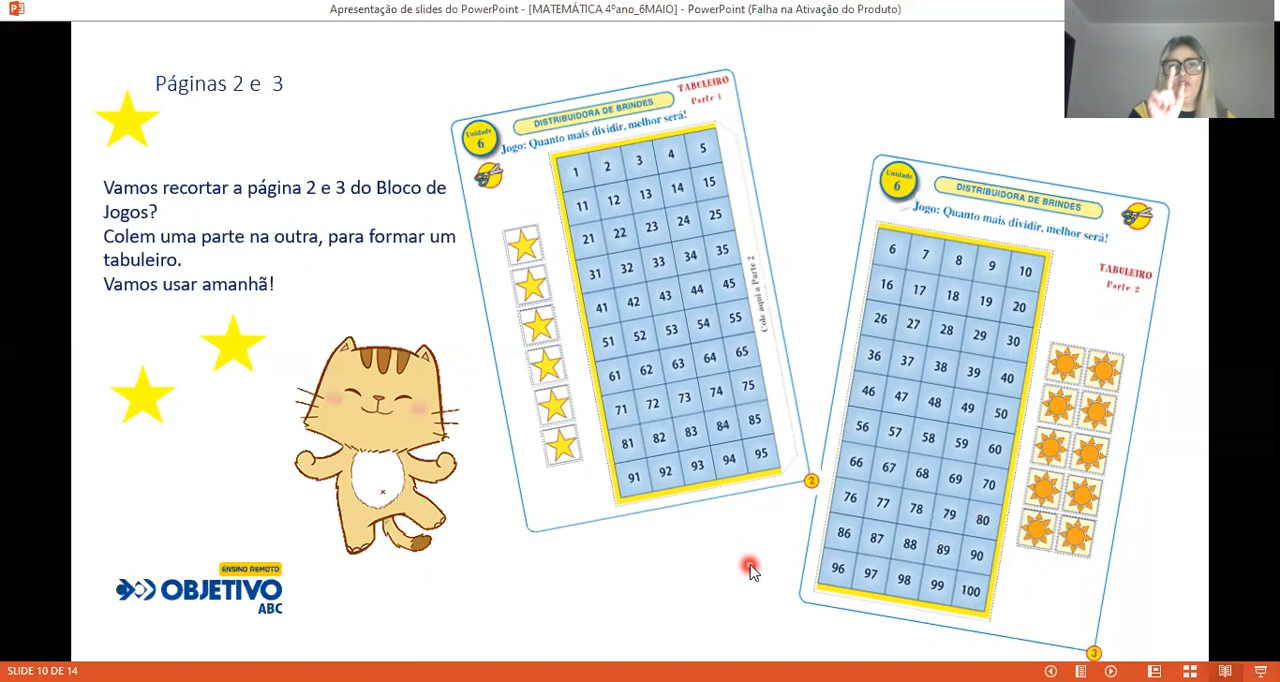 Apresentação de slides do PowerPoint - [MATEMÁTICA 4°ano_6MAIO] - PowerPoint (Falha na Ativação do Produto)
Páginas 2 e 3
Vamos recortar a página 2 e 3 do Bloco de
Jogos?
Colem uma parte na outra, para formar um
tabuleiro.
Vamos usar amanhã!
ENSINO REMOTO
OBJETIVO
ABC
Unidade
6
DISTRIBUIDORA DE BRINDES
TABULEIRO
Parte 1
Jogo: Quanto mais dividir, melhor será!
1 2 3 4 5
11 12 13 14 15
21 22 23 24 25
31 32 33 34 35
41 42 43 44 45
51 52 53 54 55
61 62 63 64 65
71 72 73 74 75
81 82 83 84 85
91 92 93 94 95
Cole aqui a Parte 2
2
Unidade
6
DISTRIBUIDORA DE BRINDES
Jogo: Quanto mais dividir, melhor será!
TABULEIRO
Parte 2
6 7 8 9 10
16 17 18 19 20
26 27 28 29 30
36 37 38 39 40
46 47 48 49 50
56 57 58 59 60
66 67 68 69 70
76 77 78 79 80
86 87 88 89 90
96 97 98 99 100
3
SLIDE 10 DE 14